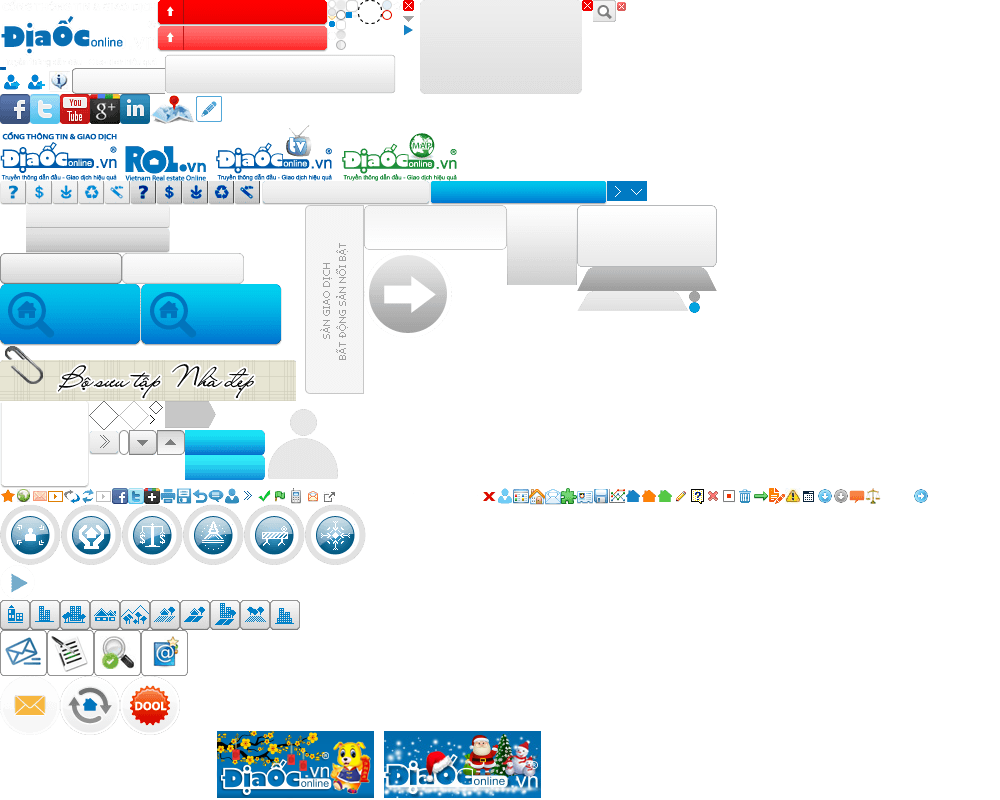 ĐịaỐc online
You
Tube
g+
in
CỔNG THÔNG TIN & GIAO DỊCH
ĐịaỐc online .vn ®
Truyền thông dẫn đầu - Giao dịch hiệu quả
ROL.vn
Vietnam Real estate Online
ĐịaỐc online .vn ®
tv
Truyền thông dẫn đầu - Giao dịch hiệu quả
ĐịaỐc online .vn ®
MAP
Truyền thông dẫn đầu - Giao dịch hiệu quả
SÀN GIAO DỊCH
BẤT ĐỘNG SẢN NỔI BẬT
Bộ sưu tập Nhà đẹp
DOOL
ĐịaỐc online .vn ®
ĐịaỐc online .vn ®